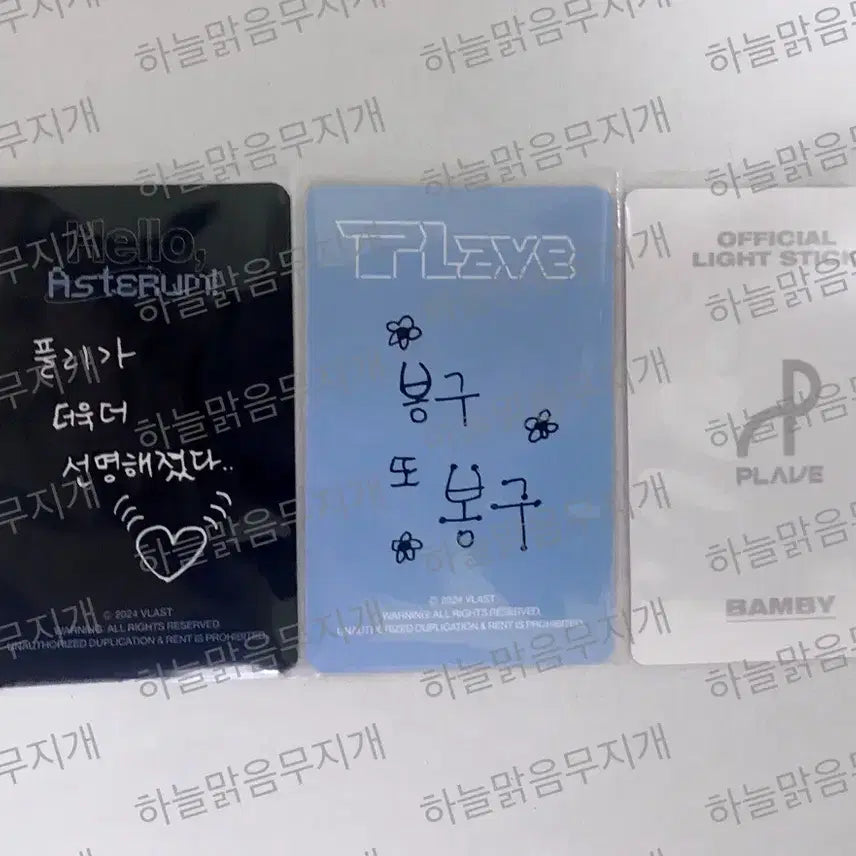 Hello,
Asterum!
플리가
더욱 더
선명해졌다..
© 2024 VLAST
WARNING: ALL RIGHTS RESERVED.
UNAUTHORIZED DUPLICATION & RENT IS PROHIBITED.
PLAVE
봉구
또
봉구
© 2024 VLAST
WARNING: ALL RIGHTS RESERVED.
UNAUTHORIZED DUPLICATION & RENT IS PROHIBITED.
OFFICIAL
LIGHT STICK
PLAVE
BAMBY
하늘맑음무지개